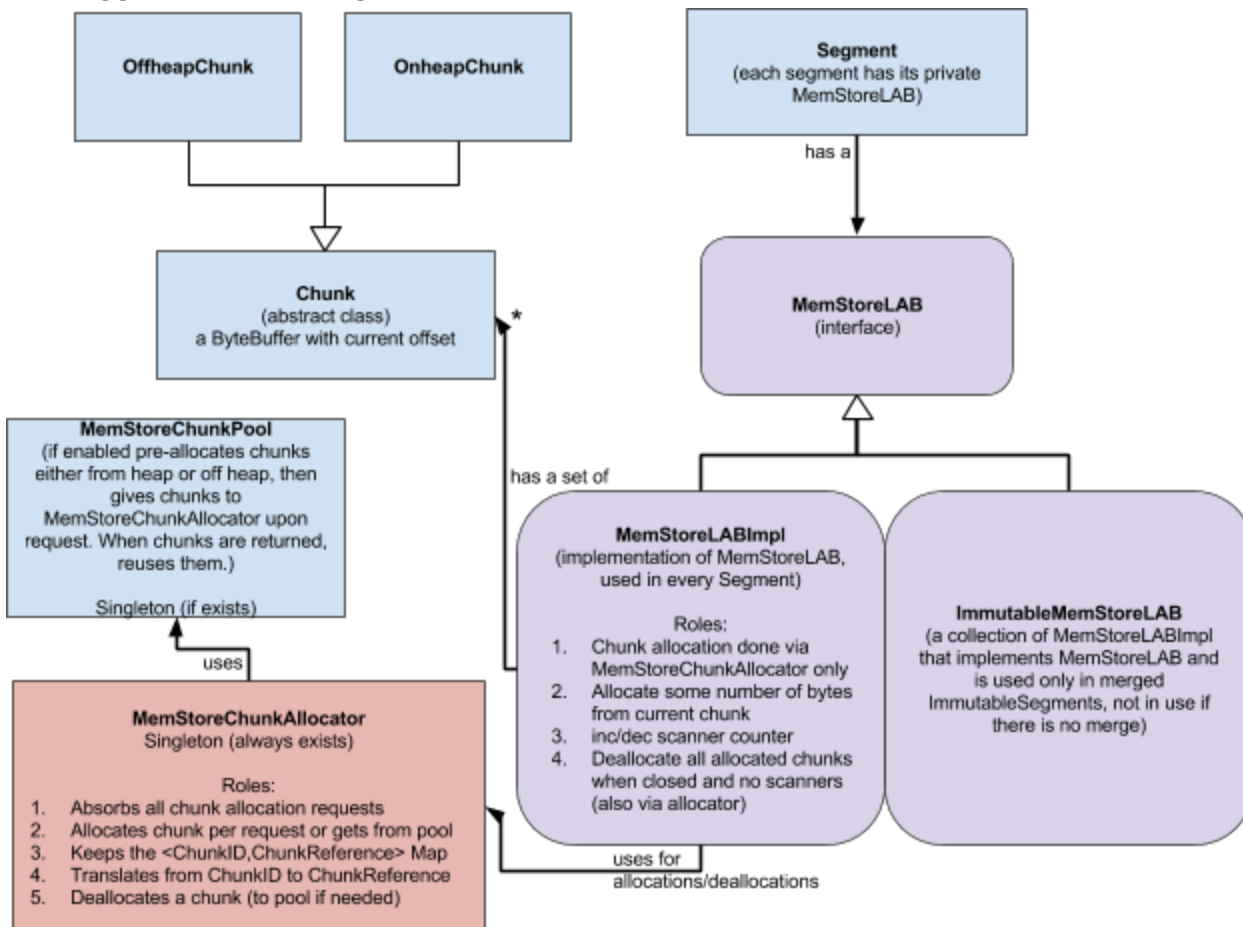 OffheapChunk
OnheapChunk
Segment
(each segment has its private
MemStoreLAB)
has a
Chunk
(abstract class)
a ByteBuffer with current offset
*
MemStoreLAB
(interface)
MemStoreChunkPool
(if enabled pre-allocates chunks
either from heap or off heap, then
gives chunks to
MemStoreChunkAllocator upon
request. When chunks are returned,
reuses them.)
Singleton (if exists)
has a set of
uses
MemStoreLABImpl
(implementation of MemStoreLAB,
used in every Segment)
Roles:
1. Chunk allocation done via
MemStoreChunkAllocator only
2. Allocate some number of bytes
from current chunk
3. inc/dec scanner counter
4. Deallocate all allocated chunks
when closed and no scanners
(also via allocator)
ImmutableMemStoreLAB
(a collection of MemStoreLABImpl
that implements MemStoreLAB and
is used only in merged
ImmutableSegments, not in use if
there is no merge)
MemStoreChunkAllocator
Singleton (always exists)
Roles:
1. Absorbs all chunk allocation requests
2. Allocates chunk per request or gets from pool
3. Keeps the <ChunkID,ChunkReference> Map
4. Translates from ChunkID to ChunkReference
5. Deallocates a chunk (to pool if needed)
uses for
allocations/deallocations